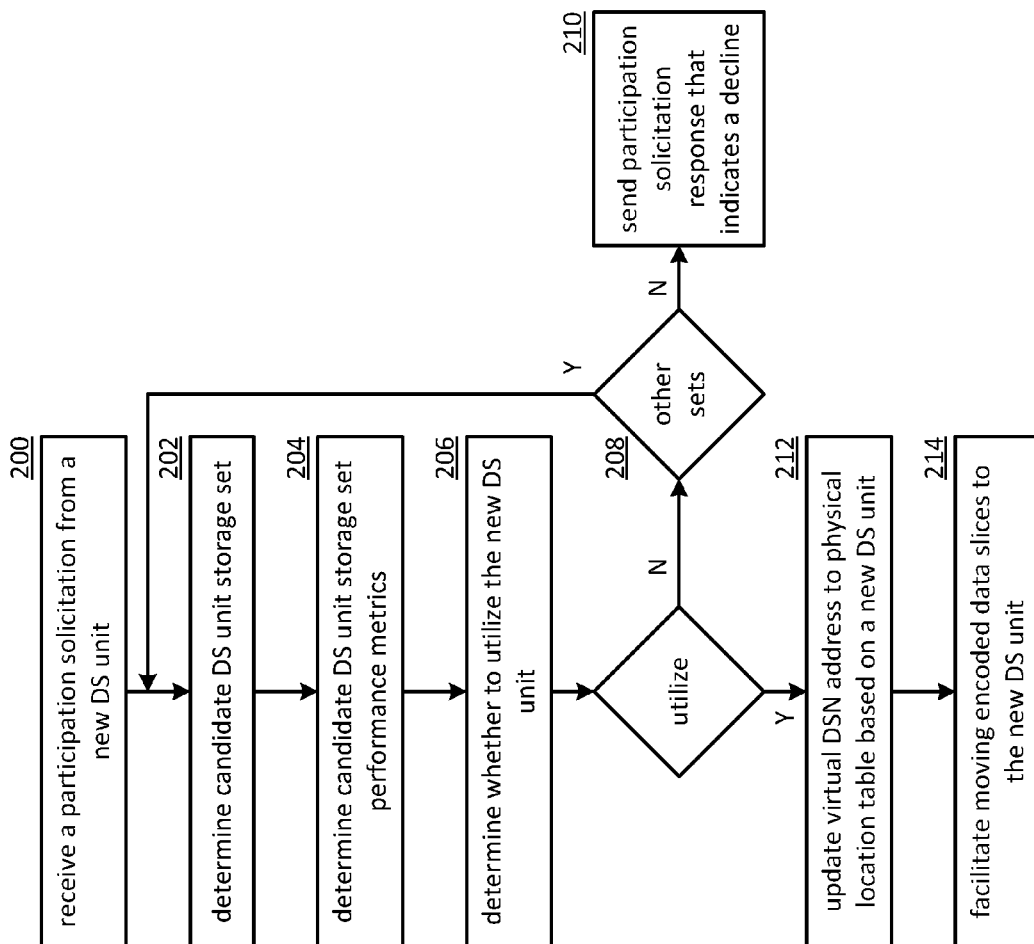 200
receive a participation solicitation from a
new DS unit
202
determine candidate DS unit storage set
204
determine candidate DS unit storage set
performance metrics
206
determine whether to utilize the new DS
unit
utilize
N
Y
208
other
sets
Y
N
210
send participation
solicitation
response that
indicates a decline
212
update virtual DSN address to physical
location table based on a new DS unit
214
facilitate moving encoded data slices to
the new DS unit